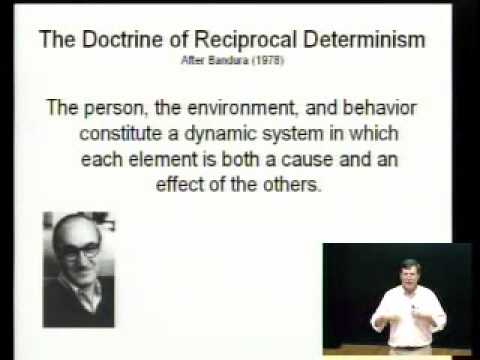 The Doctrine of Reciprocal Determinism
After Bandura (1978)
The person, the environment, and behavior
constitute a dynamic system in which
each element is both a cause and an
effect of the others.